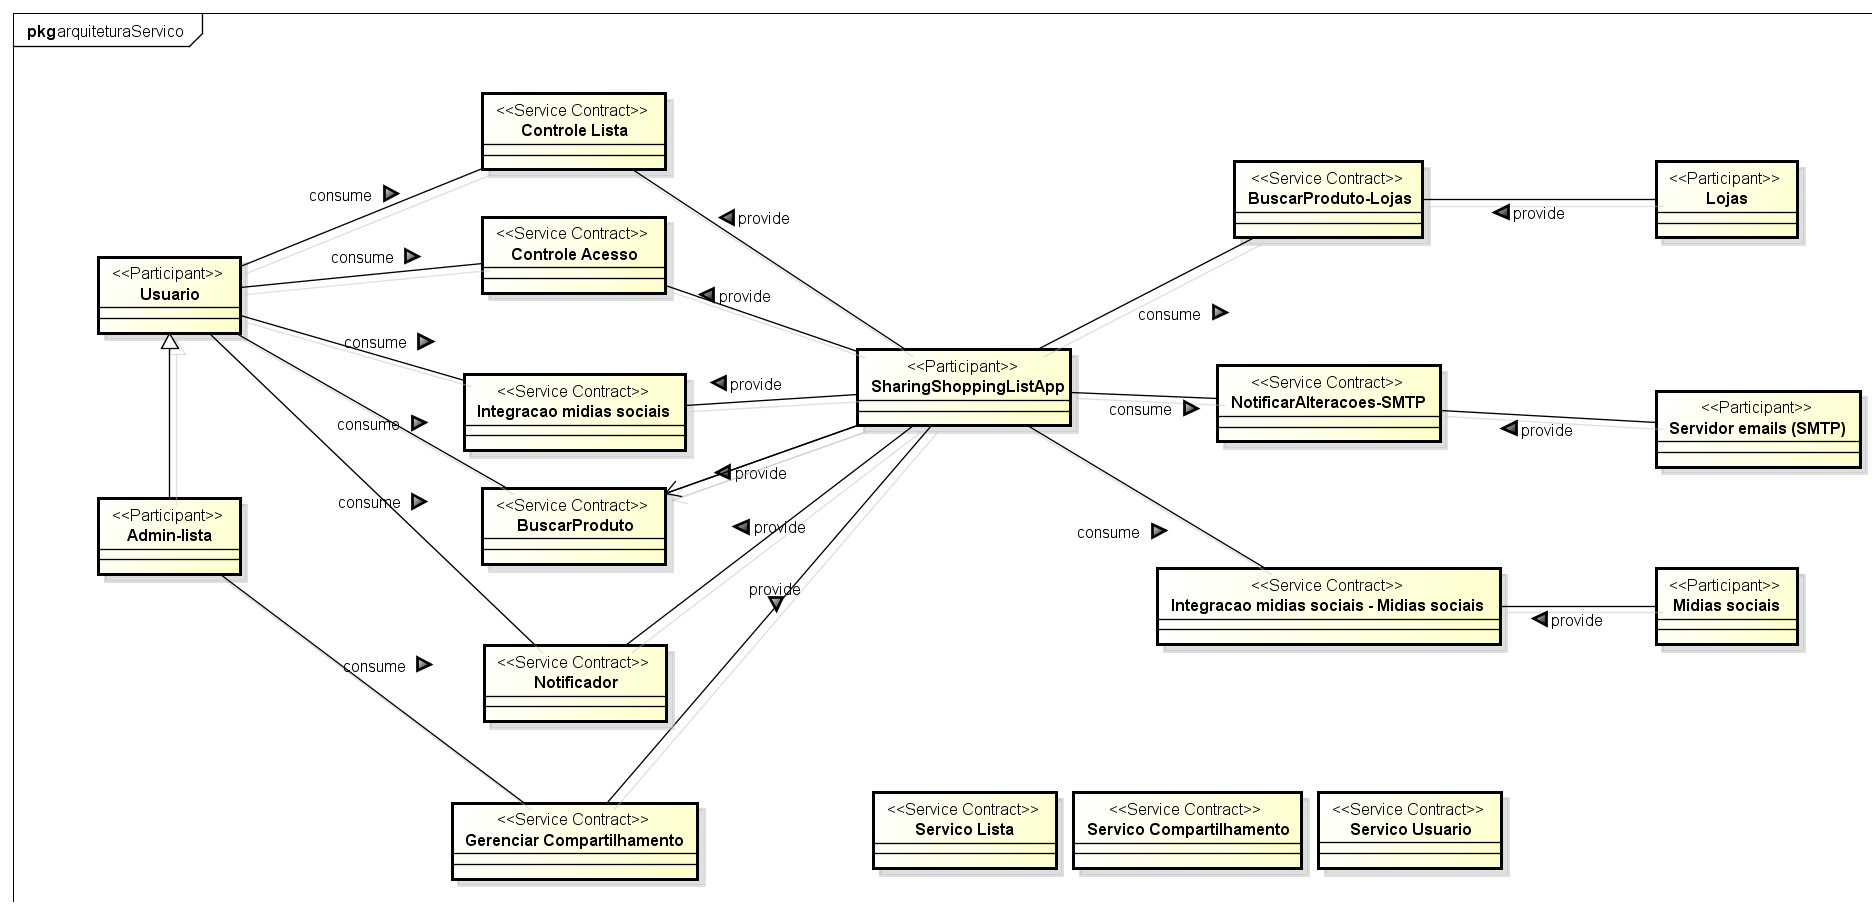 pkg arquiteturaServico
<<Service Contract>>
Controle Lista
consume
provide
<<Service Contract>>
BuscarProduto-Lojas
provide
<<Participant>>
Lojas
<<Service Contract>>
Controle Acesso
consume
provide
<<Participant>>
Usuario
consume
consume
<<Participant>>
SharingShoppingListApp
<<Service Contract>>
Integracao midias sociais
provide
consume
<<Service Contract>>
NotificarAlteracoes-SMTP
provide
<<Participant>>
Servidor emails (SMTP)
consume
provide
<<Service Contract>>
BuscarProduto
consume
provide
<<Participant>>
Admin-lista
consume
<<Service Contract>>
Integracao midias sociais - Midias sociais
provide
<<Participant>>
Midias sociais
provide
<<Service Contract>>
Notificador
consume
<<Service Contract>>
Gerenciar Compartilhamento
<<Service Contract>>
Servico Lista
<<Service Contract>>
Servico Compartilhamento
<<Service Contract>>
Servico Usuario